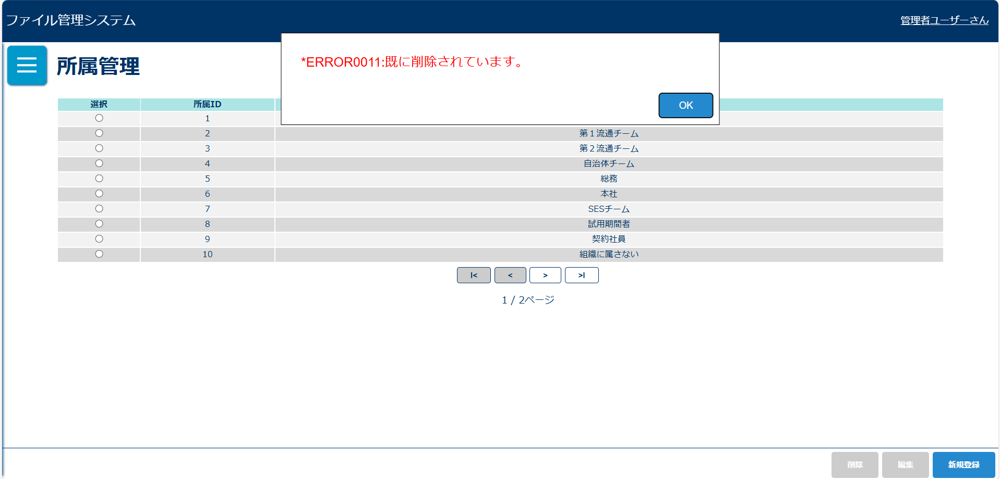 ファイル管理システム
管理者ユーザーさん
所属管理
*ERROR0011:既に削除されています。
OK
選択 所属ID
1
2 第１流通チーム
3 第２流通チーム
4 自治体チーム
5 総務
6 本社
7 SESチーム
8 試用期間者
9 契約社員
10 組織に属さない
|< < > >|
1 / 2ページ
削除 編集 新規登録